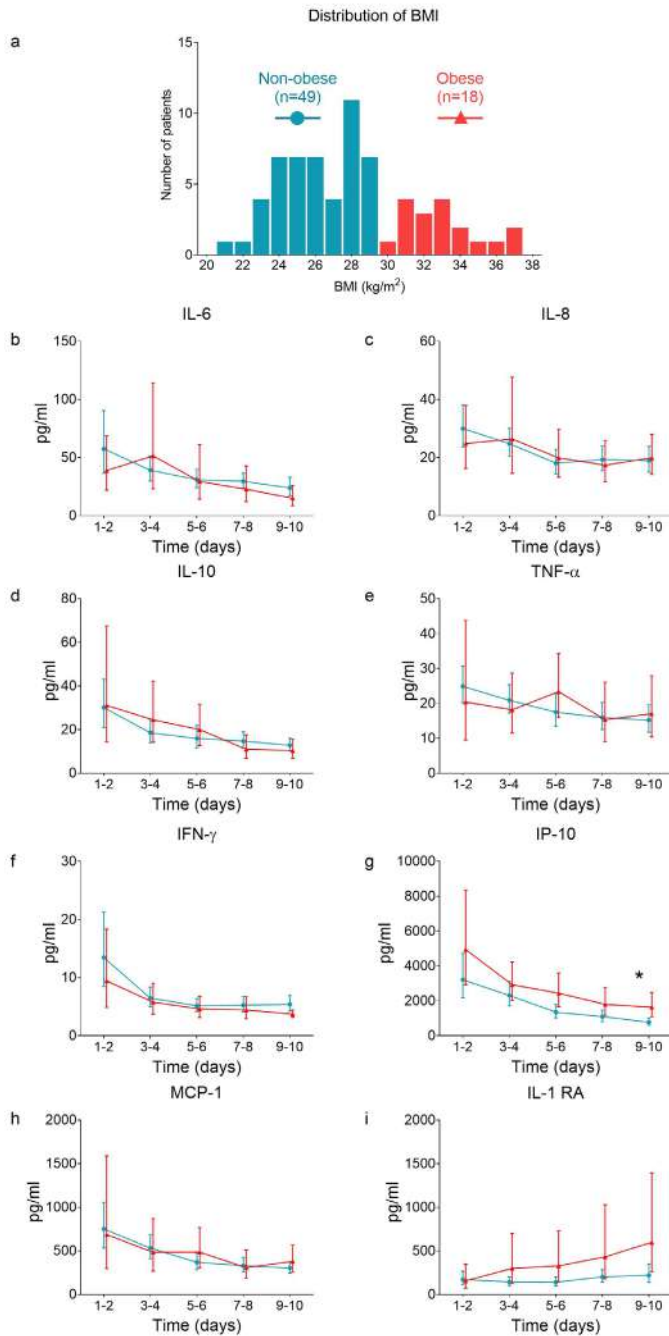 Distribution of BMI
a
15
10
5
0
Number of patients
Non-obese
(n=49)
Obese
(n=18)
20 22 24 26 28 30 32 34 36 38
BMI (kg/m²)
IL-6
b
150
100
50
0
pg/ml
1-2 3-4 5-6 7-8 9-10
Time (days)
IL-8
c
60
40
20
0
pg/ml
1-2 3-4 5-6 7-8 9-10
Time (days)
IL-10
d
80
60
40
20
0
pg/ml
1-2 3-4 5-6 7-8 9-10
Time (days)
TNF-α
e
50
40
30
20
10
0
pg/ml
1-2 3-4 5-6 7-8 9-10
Time (days)
IFN-γ
f
30
20
10
0
pg/ml
1-2 3-4 5-6 7-8 9-10
Time (days)
IP-10
g
10000
8000
6000
4000
2000
0
pg/ml
*
1-2 3-4 5-6 7-8 9-10
Time (days)
MCP-1
h
2000
1500
1000
500
0
pg/ml
1-2 3-4 5-6 7-8 9-10
Time (days)
IL-1 RA
i
2000
1500
1000
500
0
pg/ml
1-2 3-4 5-6 7-8 9-10
Time (days)